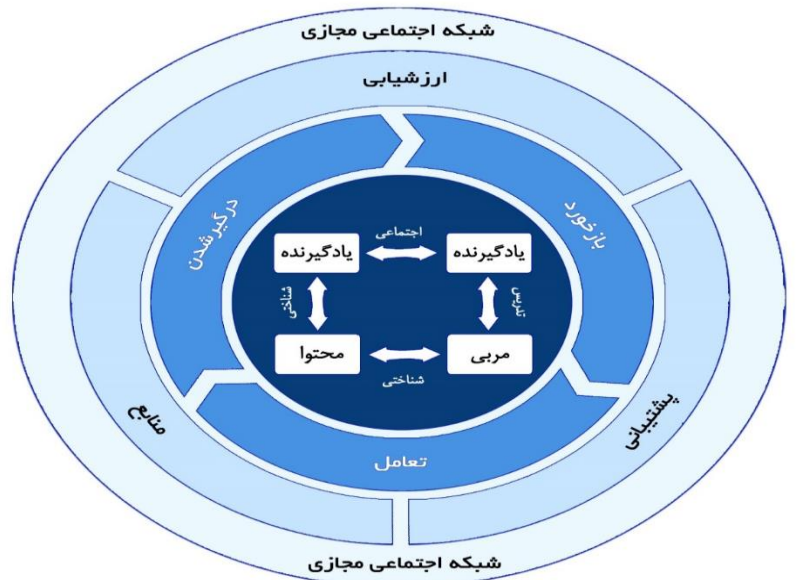 شبکه اجتماعی مجازی
ارزشیابی
بازخورد
درگیرشدن
اجتماعی
یادگیرنده
یادگیرنده
تدریس
شناختی
مربی
محتوا
شناختی
پشتیبانی
منابع
تعامل
شبکه اجتماعی مجازی